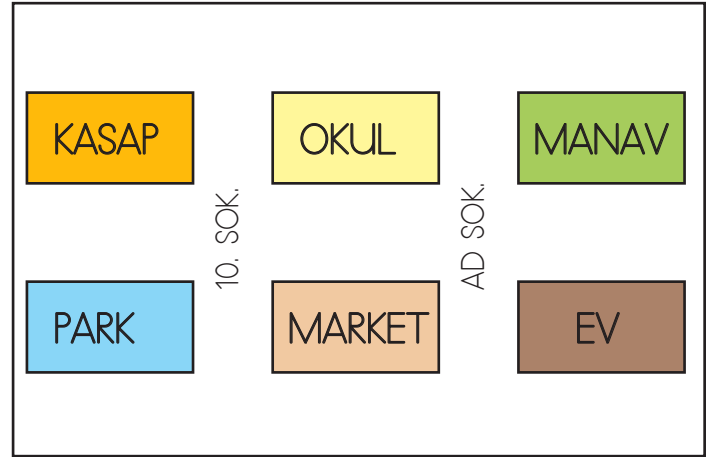 KASAP
OKUL
MANAV
10. SOK.
AD SOK.
PARK
MARKET
EV